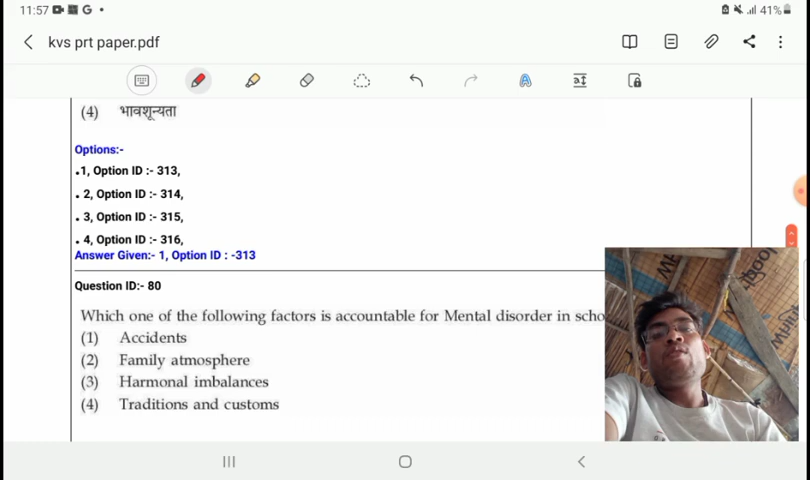 11:57 G
41%
kvs prt paper.pdf
(4) भावशून्यता
Options:-
.1, Option ID :- 313,
. 2, Option ID :- 314,
. 3, Option ID :- 315,
. 4, Option ID :- 316,
Answer Given:- 1, Option ID : -313
Question ID:- 80
Which one of the following factors is accountable for Mental disorder in scho
(1) Accidents
(2) Family atmosphere
(3) Harmonal imbalances
(4) Traditions and customs